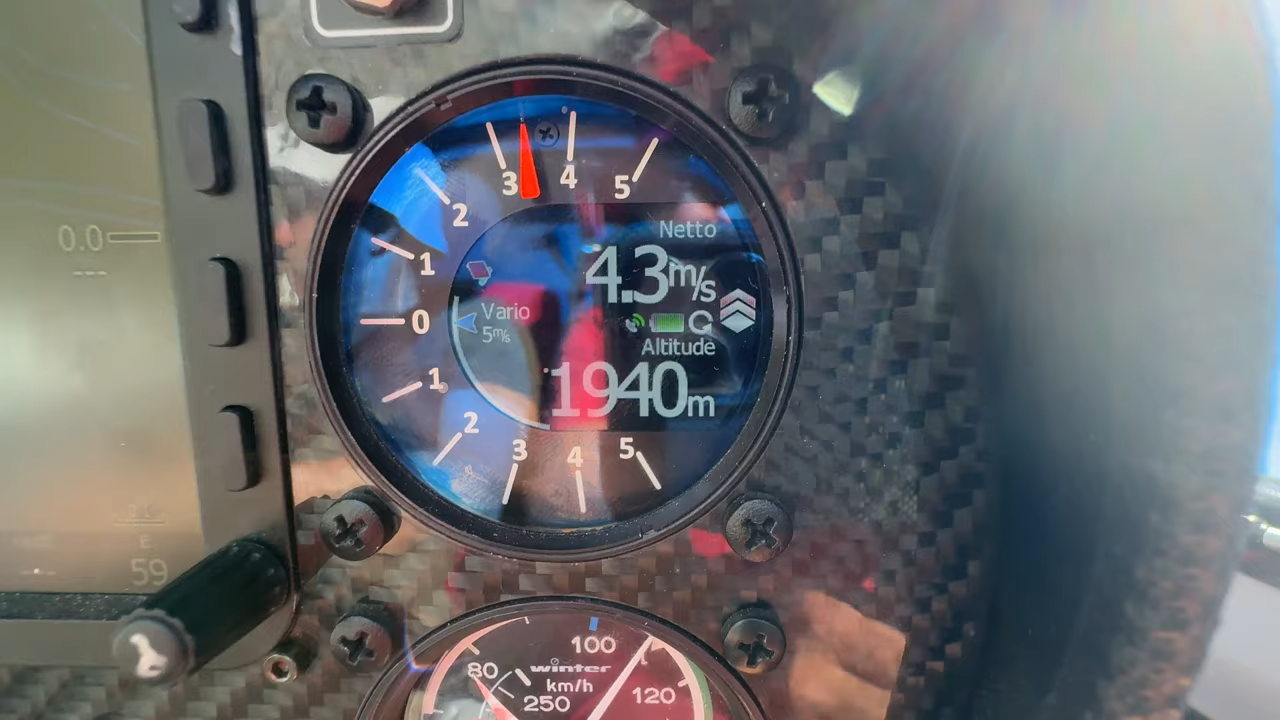 3
4
5
2
1
0
1
2
3
4
5
Netto
4.3m/s
Vario
5m/s
Altitude
1940m
0.0
---
E
59
100
80
winter
km/h
250
120